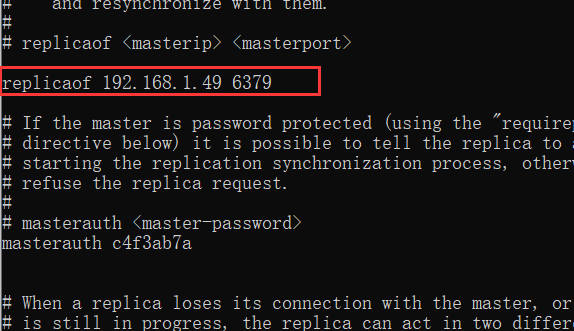 #    and resynchronize with them.
#
# replicaof <masterip> <masterport>
replicaof 192.168.1.49 6379
# If the master is password protected (using the "requirep
# directive below) it is possible to tell the replica to a
# starting the replication synchronization process, otherw
# refuse the replica request.
#
# masterauth <master-password>
masterauth c4f3ab7a
# When a replica loses its connection with the master, or
# is still in progress, the replica can act in two differ